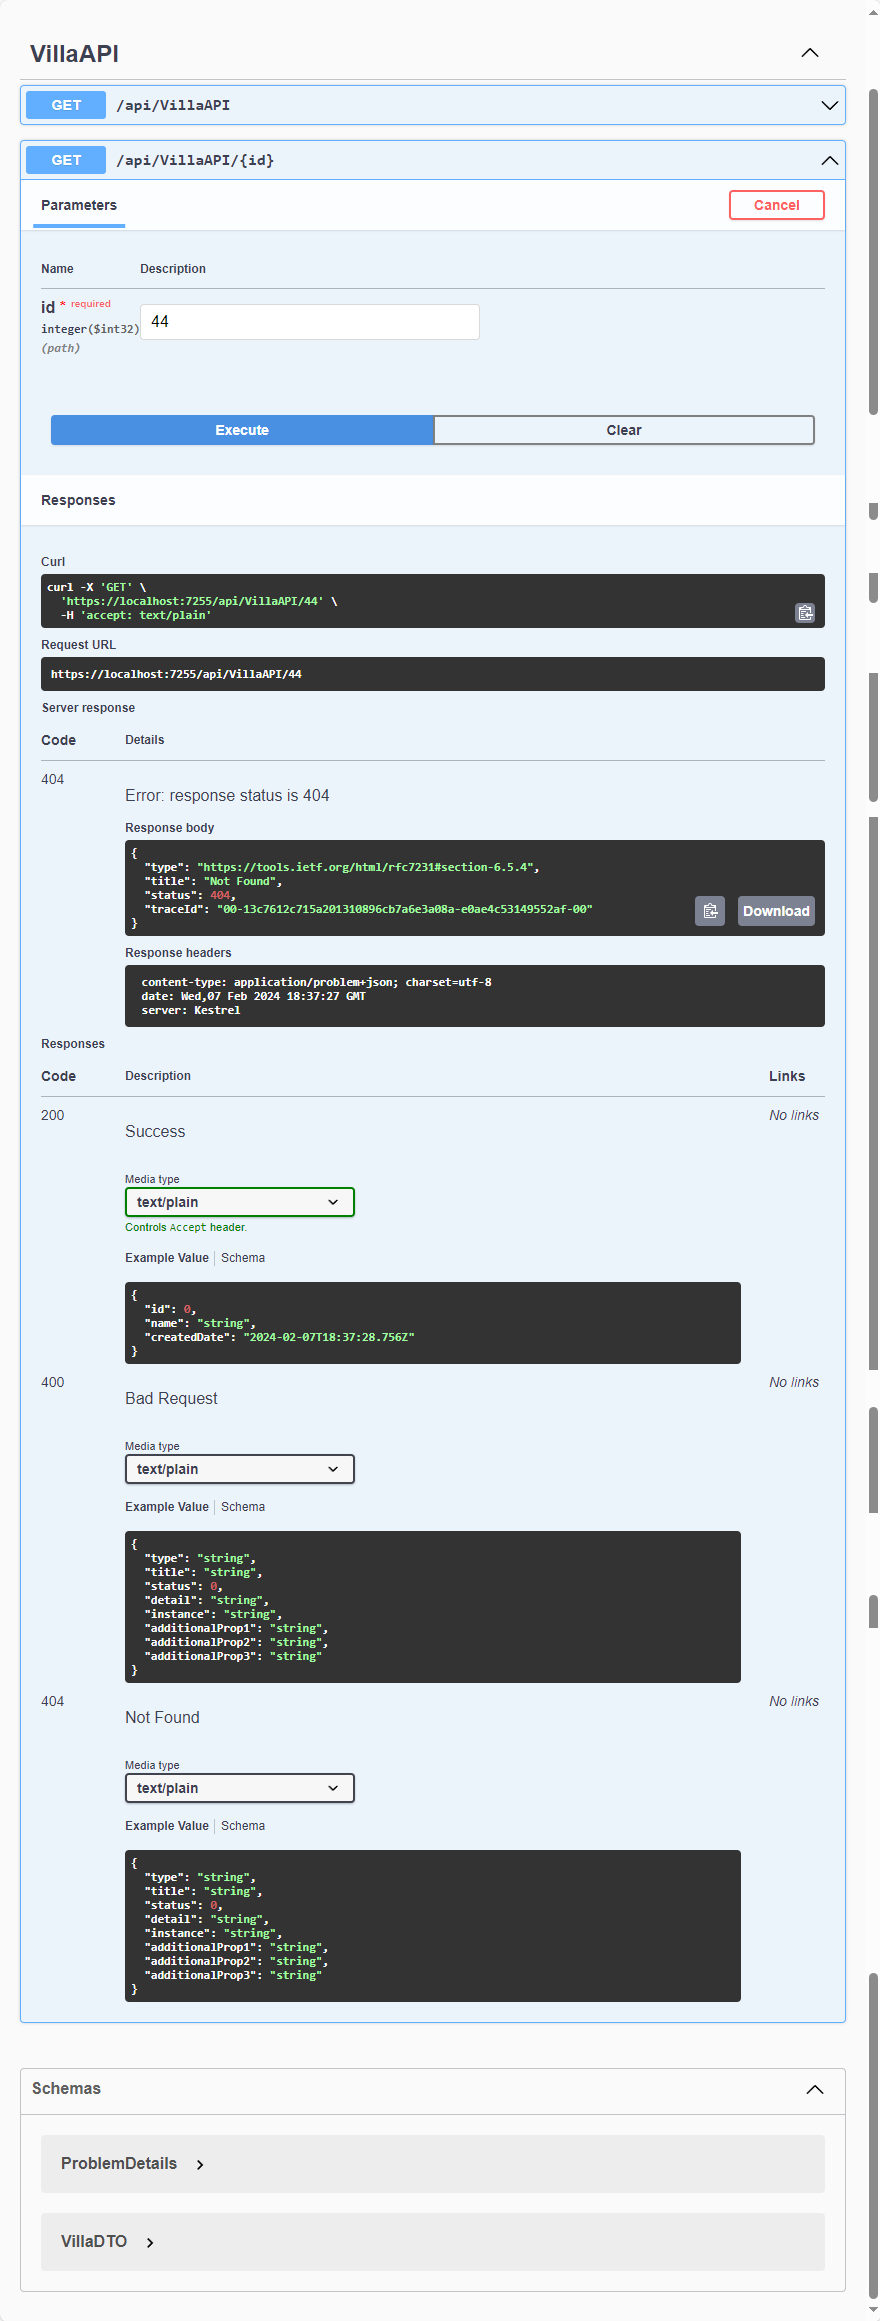 VillaAPI
GET /api/VillaAPI
GET /api/VillaAPI/{id}
Parameters
Cancel
Name Description
id * required
integer($int32)
(path)
44
Execute Clear
Responses
Curl
curl -X 'GET' \
'https://localhost:7255/api/VillaAPI/44' \
-H 'accept: text/plain'
Request URL
https://localhost:7255/api/VillaAPI/44
Server response
Code Details
404
Error: response status is 404
Response body
{
"type": "https://tools.ietf.org/html/rfc7231#section-6.5.4",
"title": "Not Found",
"status": 404,
"traceId": "00-13c7612c715a201310896cb7a6e3a08a-e0ae4c53149552af-00"
}
Download
Response headers
content-type: application/problem+json; charset=utf-8
date: Wed,07 Feb 2024 18:37:27 GMT
server: Kestrel
Responses
Code Description Links
200 No links
Success
Media type
text/plain
Controls Accept header.
Example Value Schema
{
"id": 0,
"name": "string",
"createdDate": "2024-02-07T18:37:28.756Z"
}
400 No links
Bad Request
Media type
text/plain
Example Value Schema
{
"type": "string",
"title": "string",
"status": 0,
"detail": "string",
"instance": "string",
"additionalProp1": "string",
"additionalProp2": "string",
"additionalProp3": "string"
}
404 No links
Not Found
Media type
text/plain
Example Value Schema
{
"type": "string",
"title": "string",
"status": 0,
"detail": "string",
"instance": "string",
"additionalProp1": "string",
"additionalProp2": "string",
"additionalProp3": "string"
}
Schemas
ProblemDetails
VillaDTO